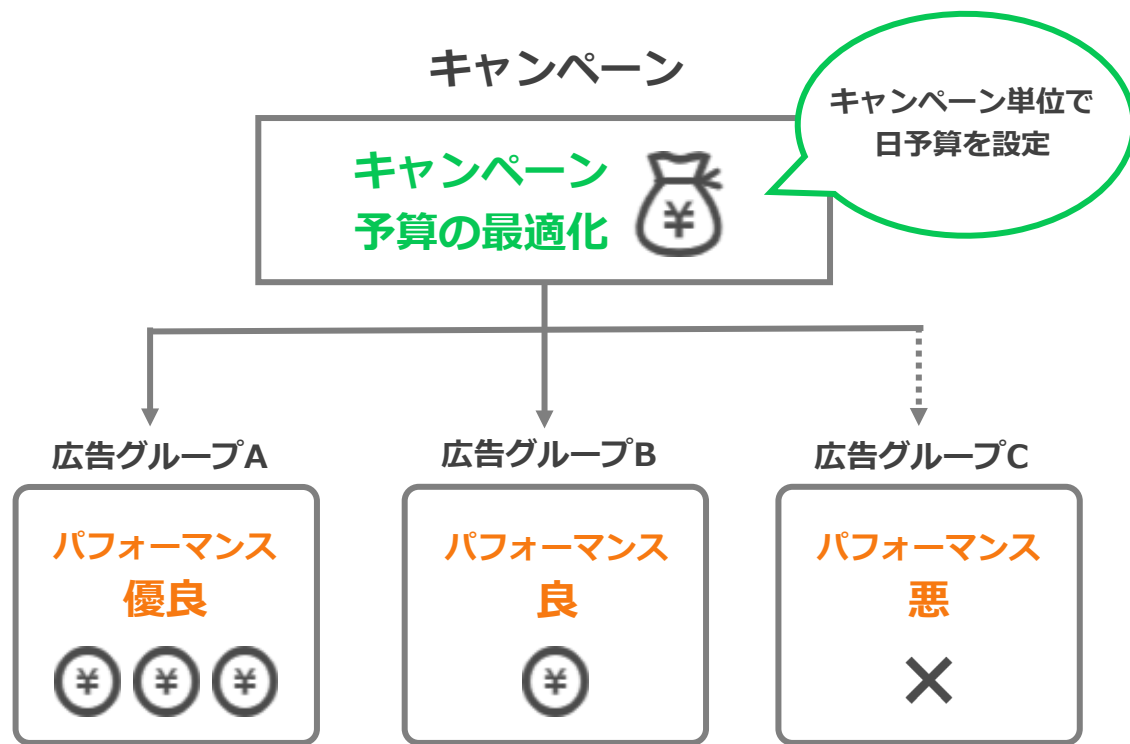 キャンペーン
キャンペーン単位で
日予算を設定
キャンペーン
予算の最適化
¥
広告グループA
広告グループB
広告グループC
パフォーマンス
優良
¥ ¥ ¥
パフォーマンス
良
¥
パフォーマンス
悪